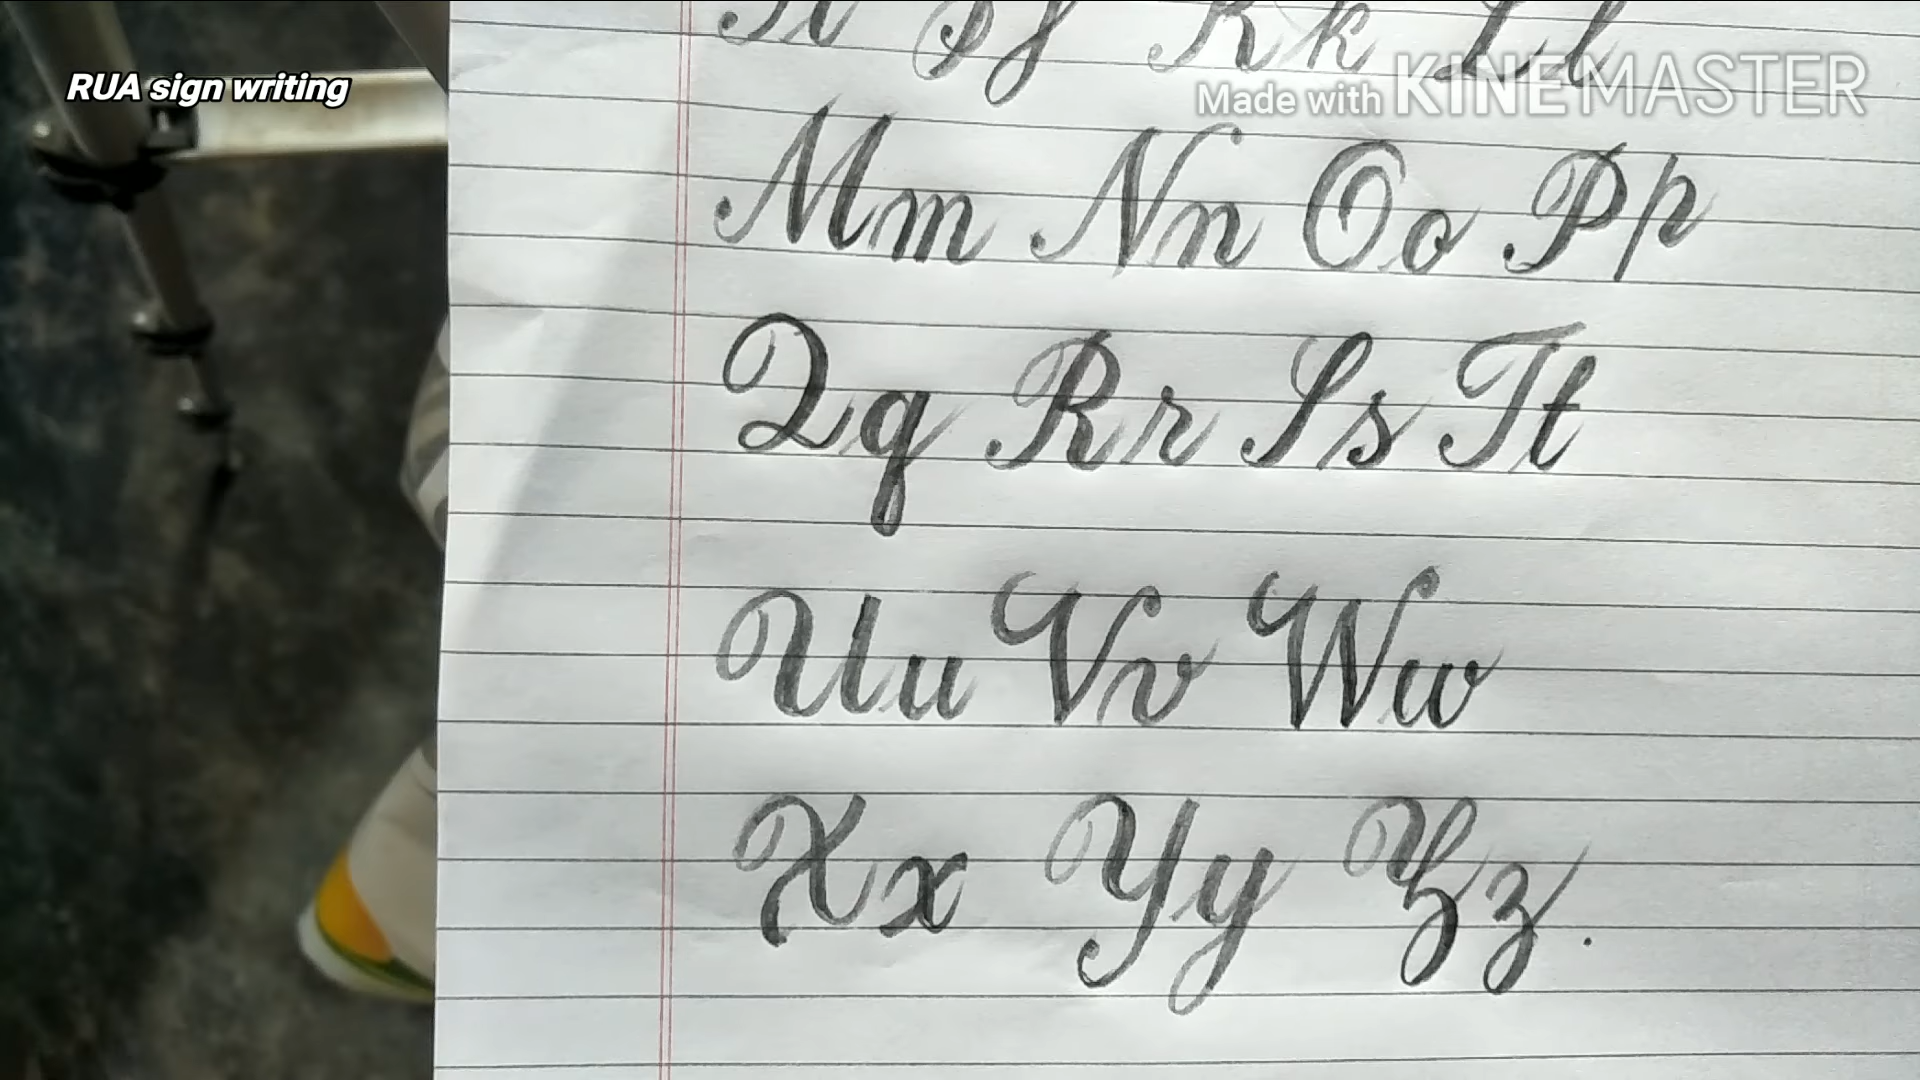 RUA sign writing
Made with KINEMASTER
Jj Kk Ll
Mm Nn Oo Pp
Qq Rr Ss Tt
Uu Vv Ww
Xx Yy Zz.